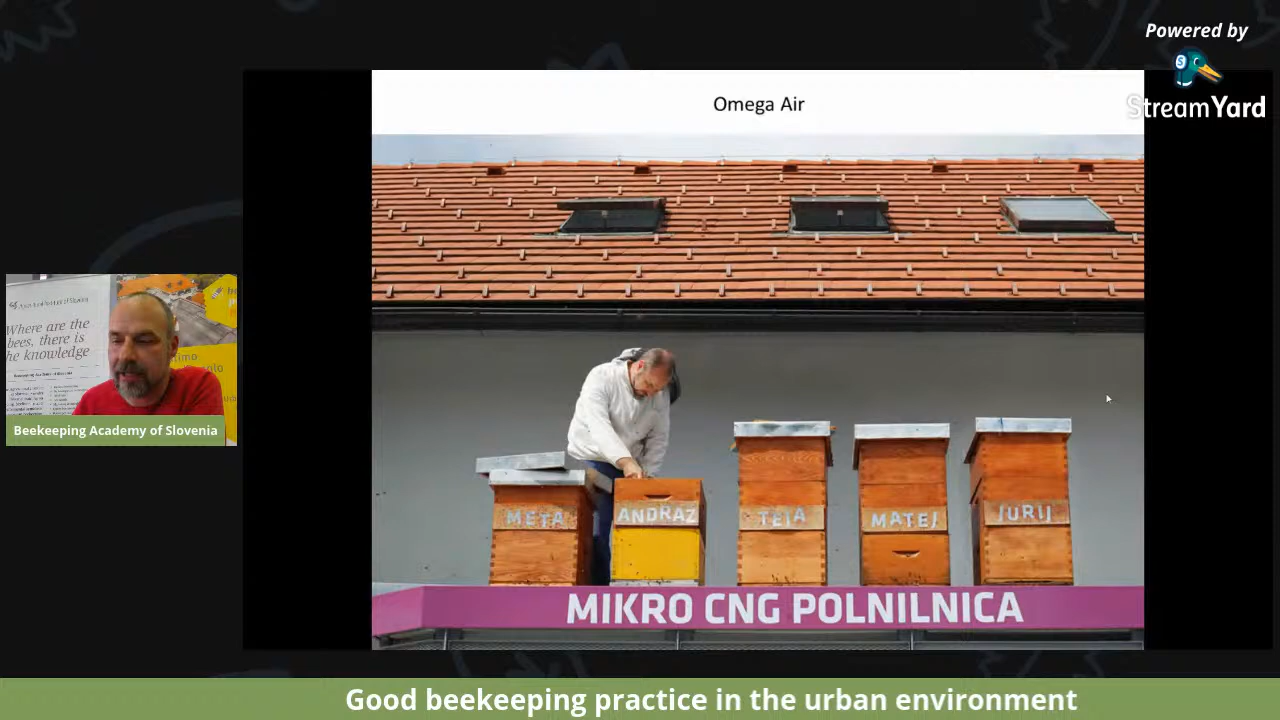 Powered by
StreamYard
Omega Air
Where are the
bees, there is
he knowledge
Beekeeping Academy of Slovenia
META
ANDRAZ
TEJA
MATEJ
JURIJ
MIKRO CNG POLNILNICA
Good beekeeping practice in the urban environment